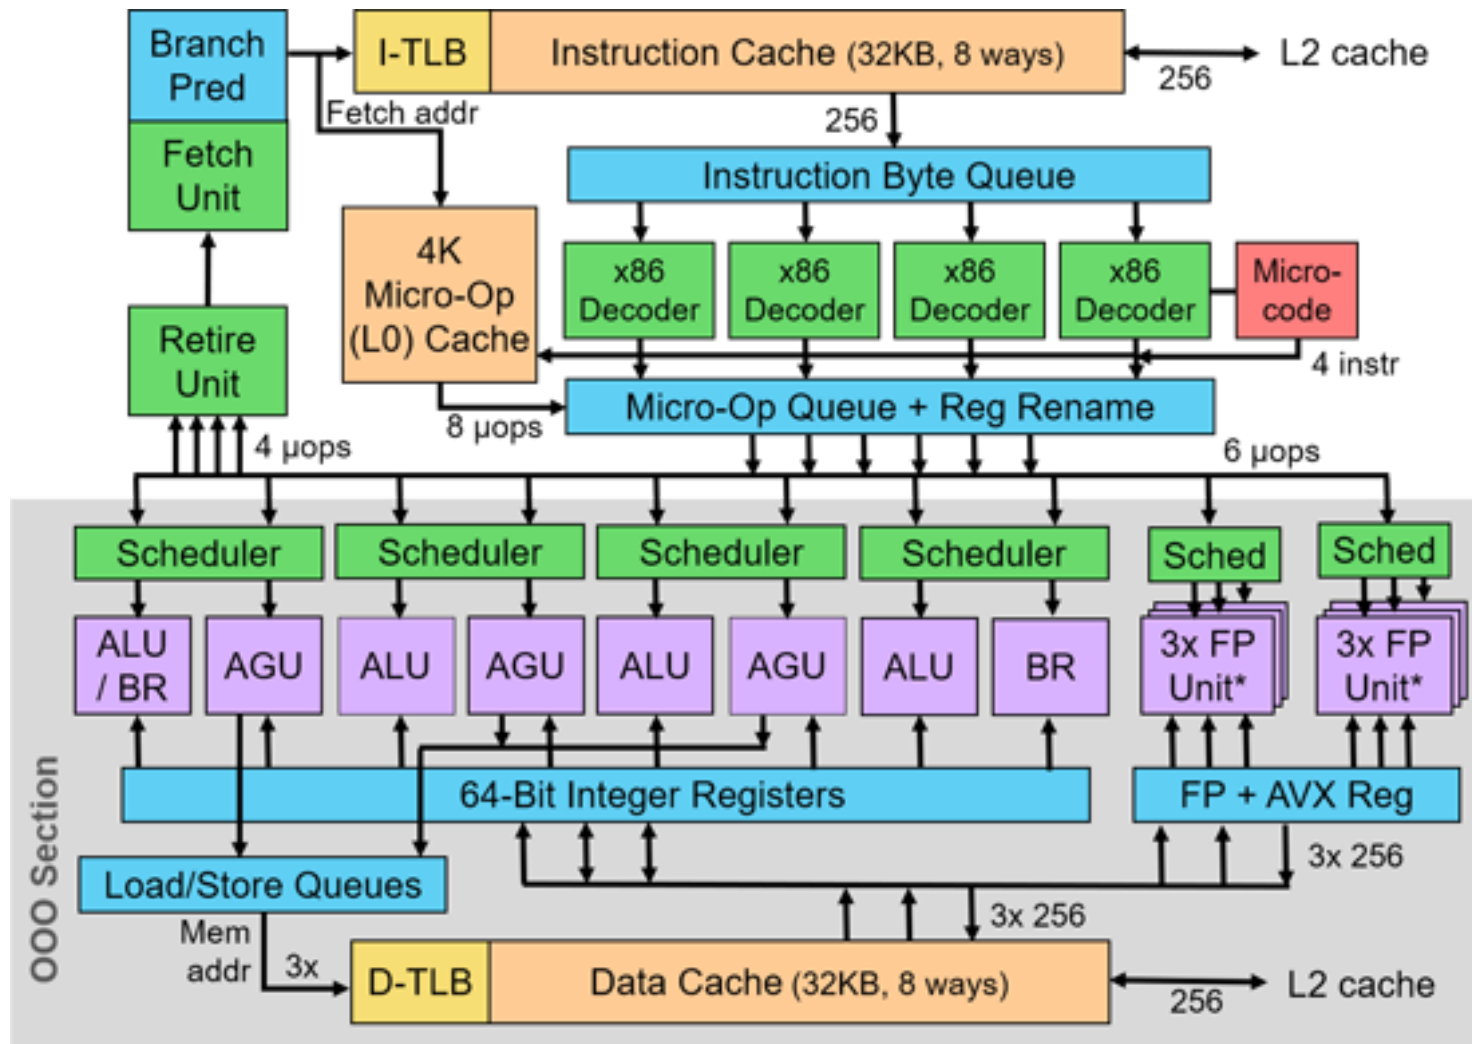 Branch
Pred
I-TLB
Instruction Cache (32KB, 8 ways)
L2 cache
256
Fetch addr
256
Fetch
Unit
Instruction Byte Queue
4K
Micro-Op
(L0) Cache
x86
Decoder
x86
Decoder
x86
Decoder
x86
Decoder
Micro-
code
Retire
Unit
4 instr
8 µops
Micro-Op Queue + Reg Rename
4 µops
6 µops
Scheduler
Scheduler
Scheduler
Scheduler
Sched
Sched
ALU
/ BR
AGU
ALU
AGU
ALU
AGU
ALU
BR
3x FP
Unit*
3x FP
Unit*
OOO Section
64-Bit Integer Registers
FP + AVX Reg
3x 256
Load/Store Queues
3x 256
Mem
addr
3x
D-TLB
Data Cache (32KB, 8 ways)
256
L2 cache